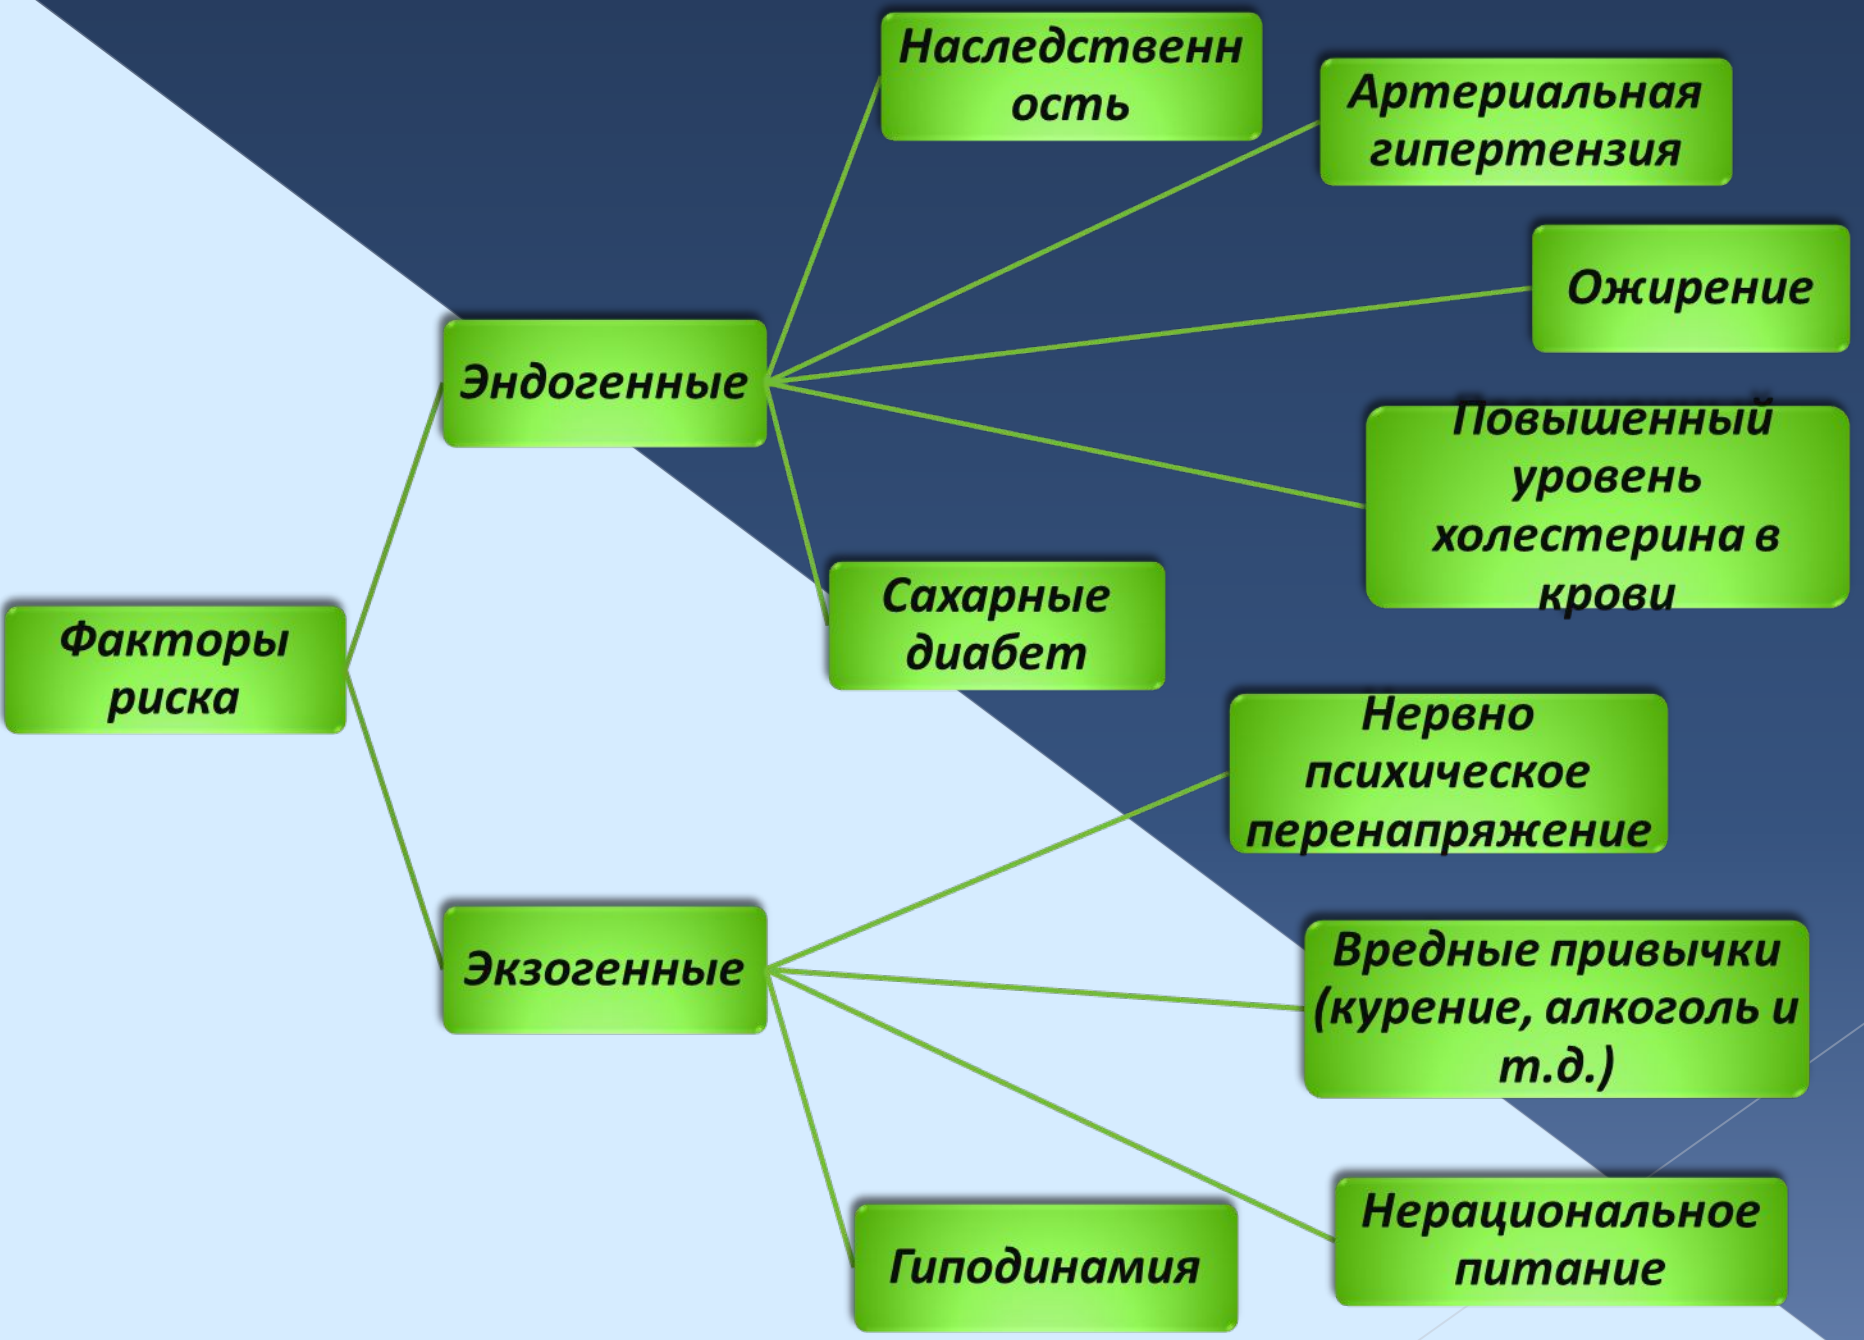 Факторы
риска
Эндогенные
Наследственн
ость
Артериальная
гипертензия
Ожирение
Повышенный
уровень
холестерина в
крови
Сахарные
диабет
Экзогенные
Нервно
психическое
перенапряжение
Вредные привычки
(курение, алкоголь и
т.д.)
Нерациональное
питание
Гиподинамия